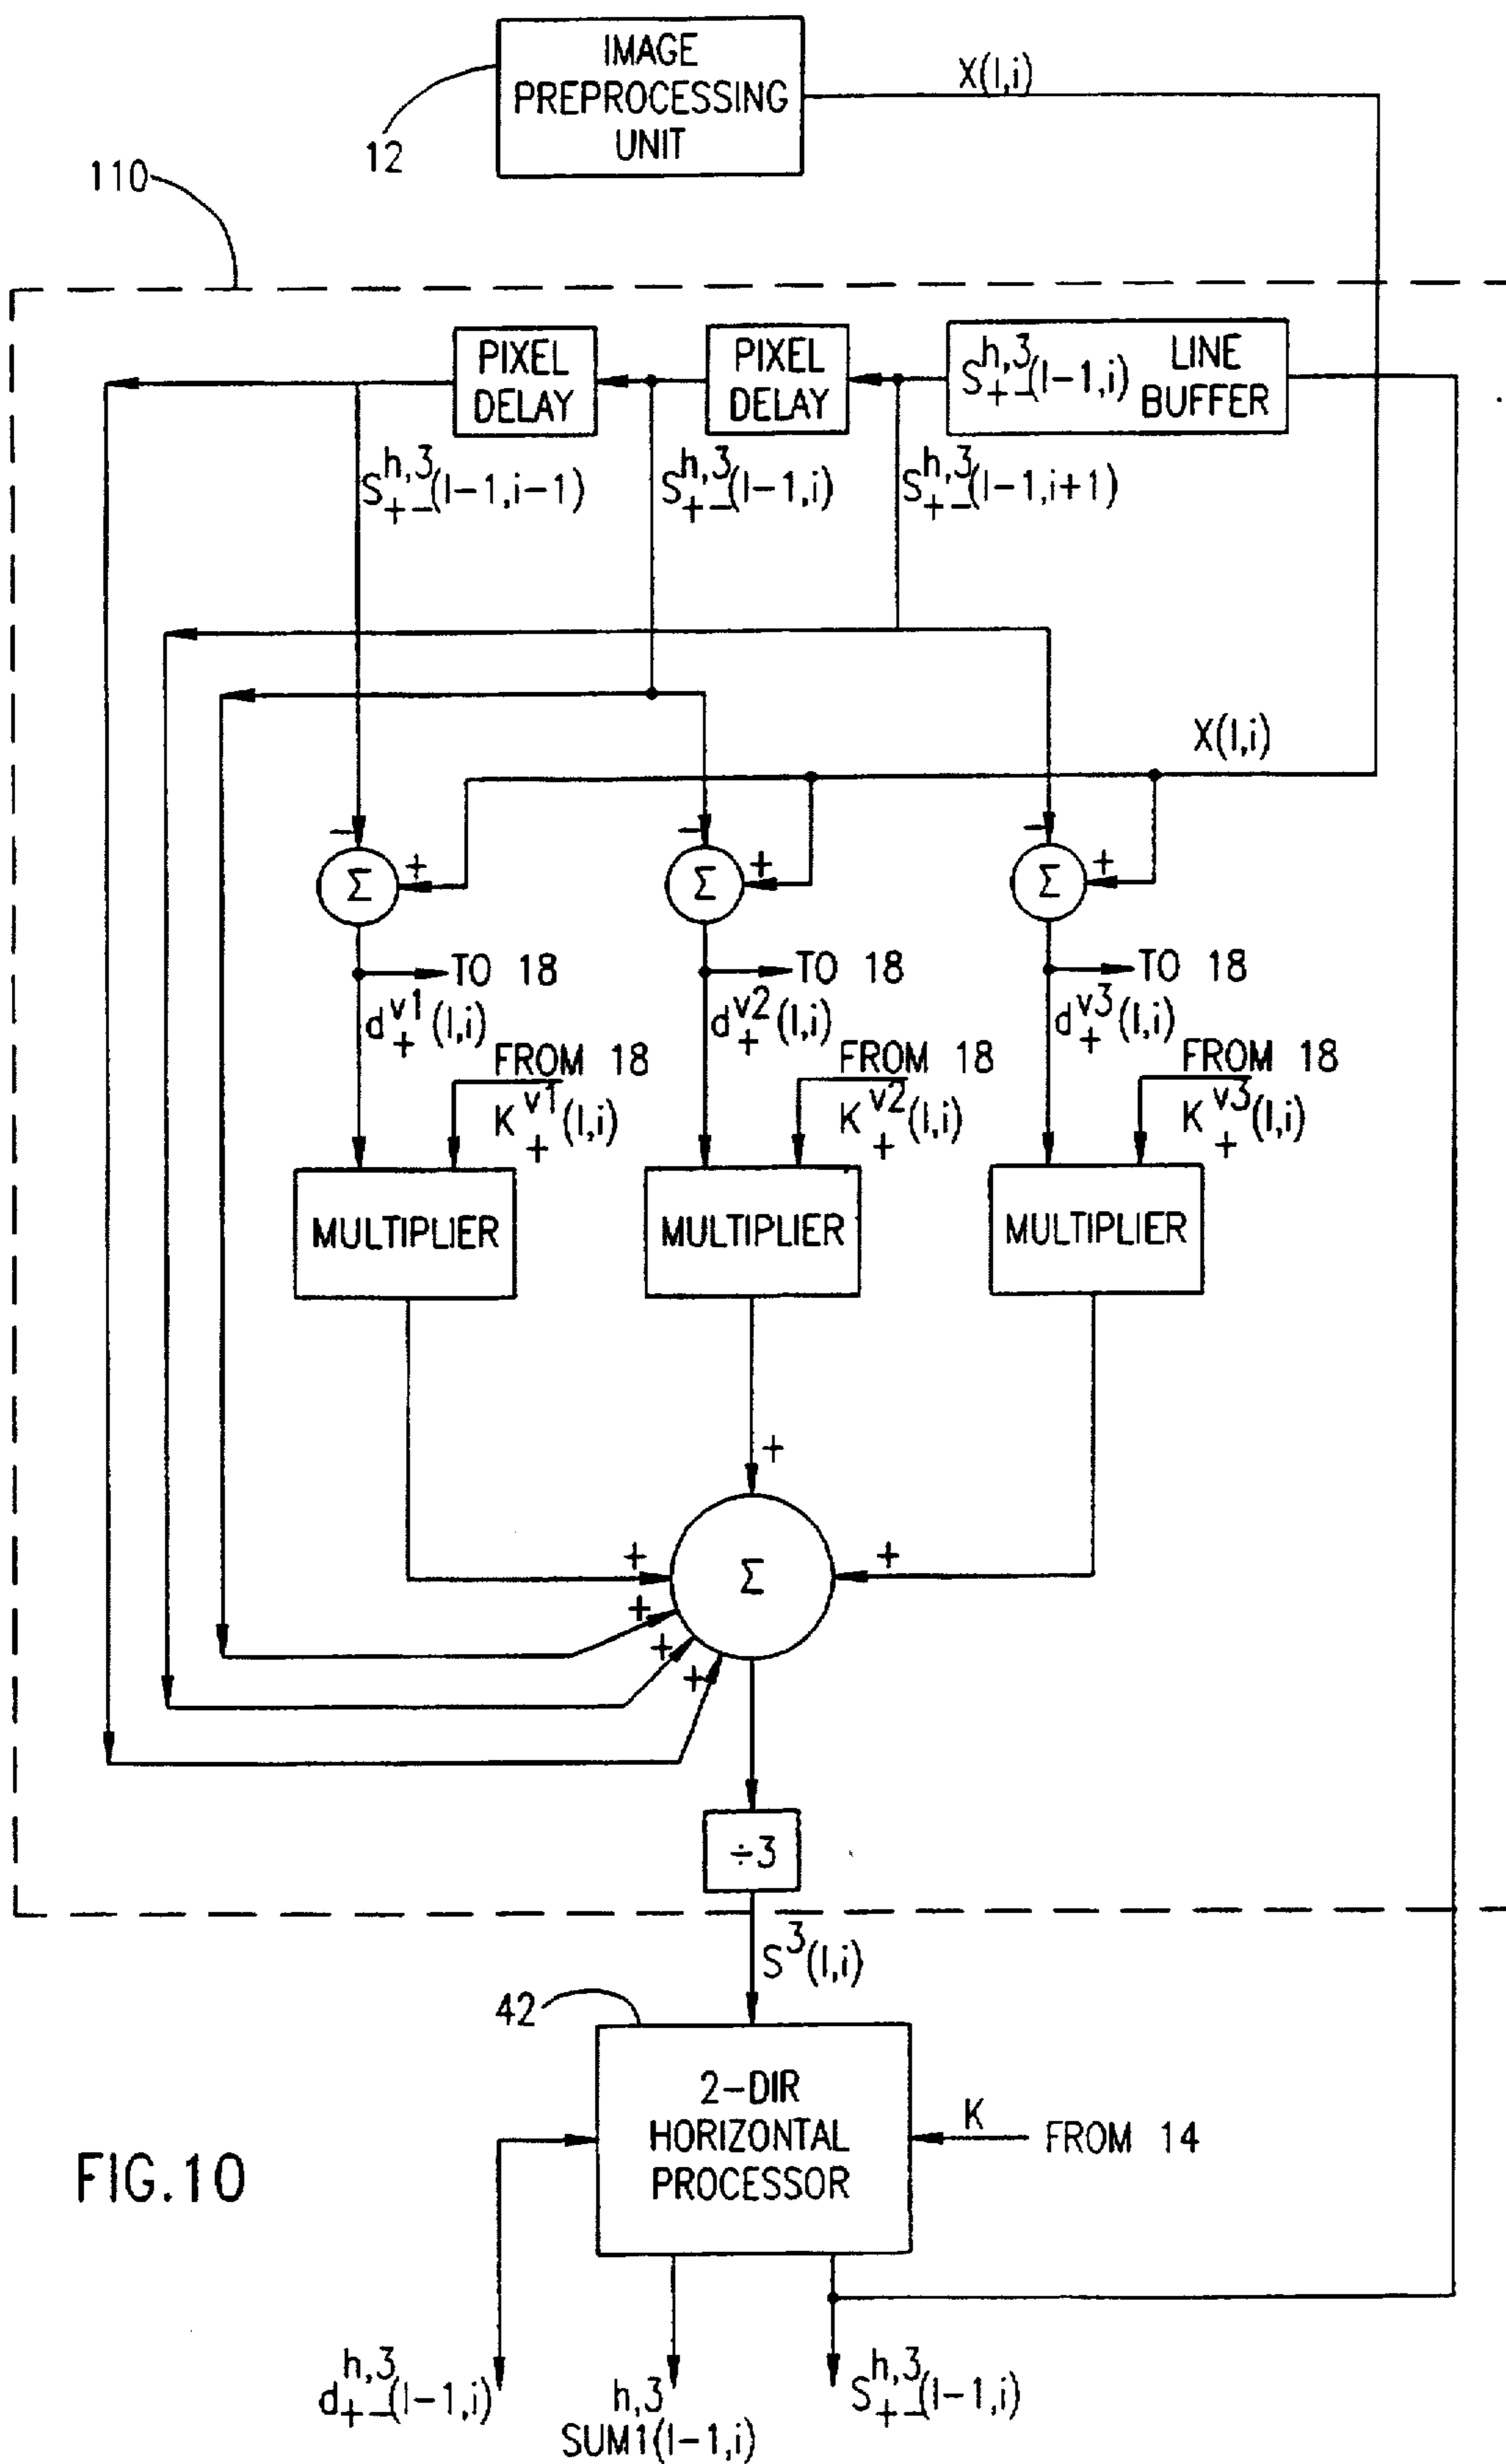 IMAGE
PREPROCESSING
UNIT
X(l,i)
12
110
PIXEL
DELAY
PIXEL
DELAY
S+-^h,3(l-1,i)
LINE
BUFFER
S+-^h,3(l-1,i-1)
S+-^h,3(l-1,i)
S+-^h,3(l-1,i+1)
X(l,i)
- Σ +
- Σ +
- Σ +
TO 18
TO 18
TO 18
d+^v1(l,i)
d+^v2(l,i)
d+^v3(l,i)
FROM 18
FROM 18
FROM 18
K+^v1(l,i)
K+^v2(l,i)
K+^v3(l,i)
MULTIPLIER
MULTIPLIER
MULTIPLIER
+
+ Σ +
+
+
+
÷3
S^3(l,i)
42
2-DIR
HORIZONTAL
PROCESSOR
K
FROM 14
FIG.10
d+-^h,3(l-1,i)
h,3
SUM1(l-1,i)
S+-^h,3(l-1,i)